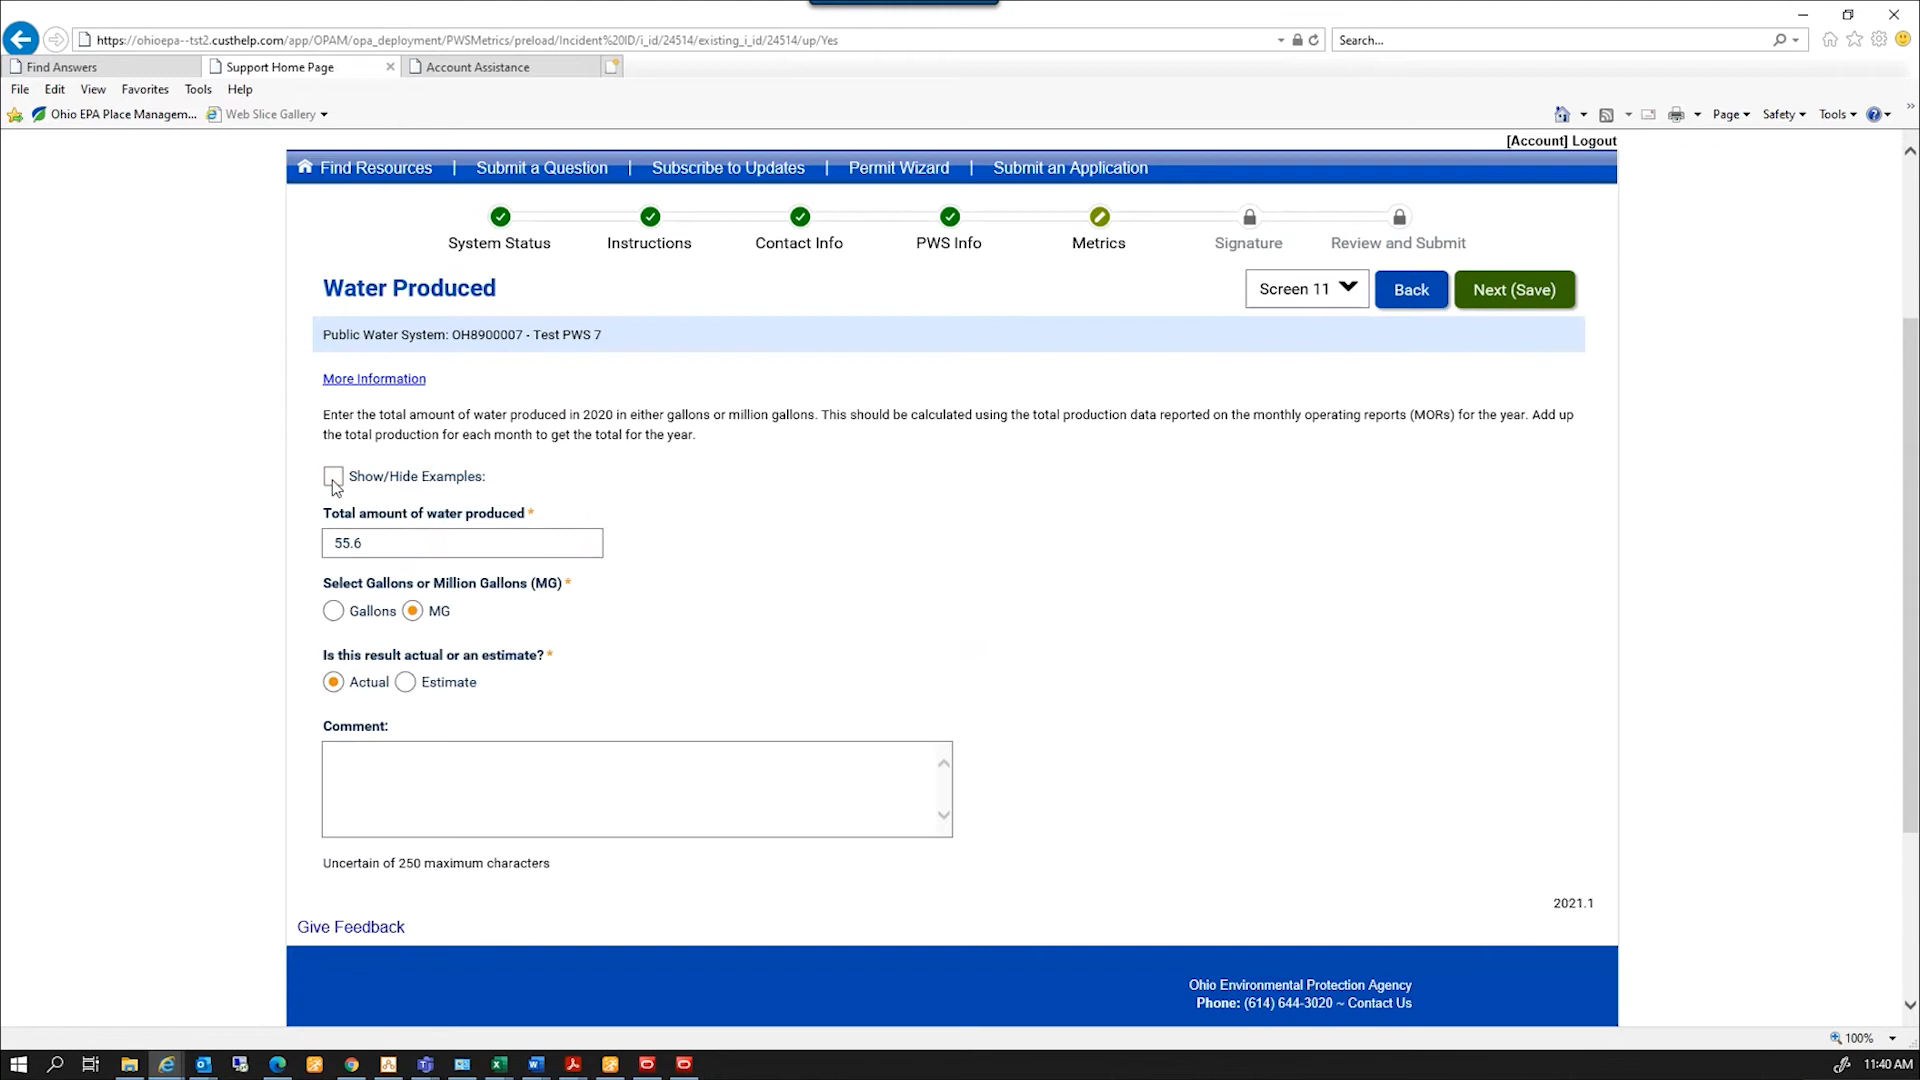 https://ohioepa--tst2.custhelp.com/app/OPAM/opa_deployment/PWSMetrics/preload/Incident%20ID/i_id/24514/existing_i_id/24514/up/Yes
Search...
Find Answers
Support Home Page
Account Assistance
File Edit View Favorites Tools Help
Ohio EPA Place Managem...
Web Slice Gallery
Page
Safety
Tools
[Account] Logout
Find Resources | Submit a Question | Subscribe to Updates | Permit Wizard | Submit an Application
System Status
Instructions
Contact Info
PWS Info
Metrics
Signature
Review and Submit
Water Produced
Screen 11
Back
Next (Save)
Public Water System: OH8900007 - Test PWS 7
More Information
Enter the total amount of water produced in 2020 in either gallons or million gallons. This should be calculated using the total production data reported on the monthly operating reports (MORs) for the year. Add up
the total production for each month to get the total for the year.
Show/Hide Examples:
Total amount of water produced *
55.6
Select Gallons or Million Gallons (MG) *
Gallons MG
Is this result actual or an estimate? *
Actual Estimate
Comment:
Uncertain of 250 maximum characters
2021.1
Give Feedback
Ohio Environmental Protection Agency
Phone: (614) 644-3020 ~ Contact Us
100%
11:40 AM